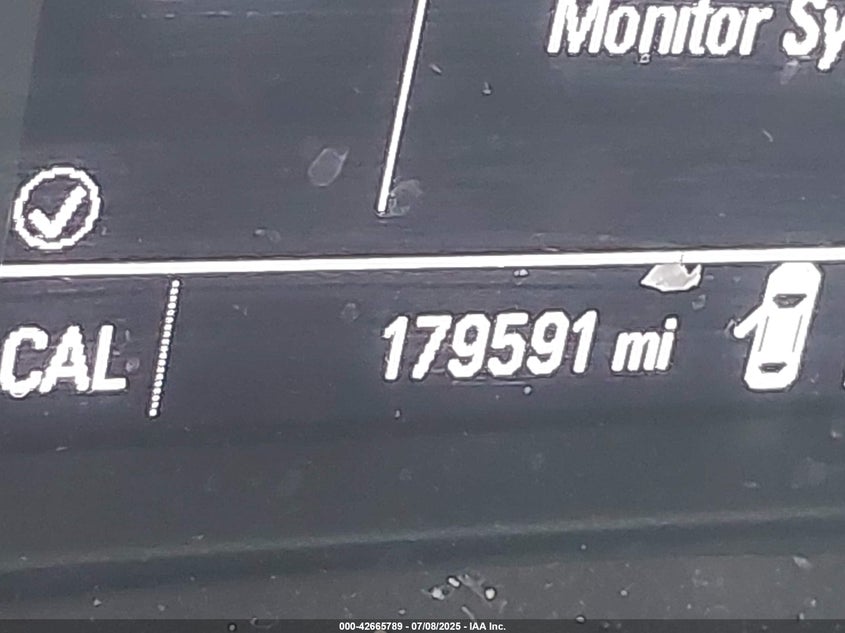 Monitor Sy
CAL
179591 mi
000-42665789 - 07/08/2025 - IAA Inc.